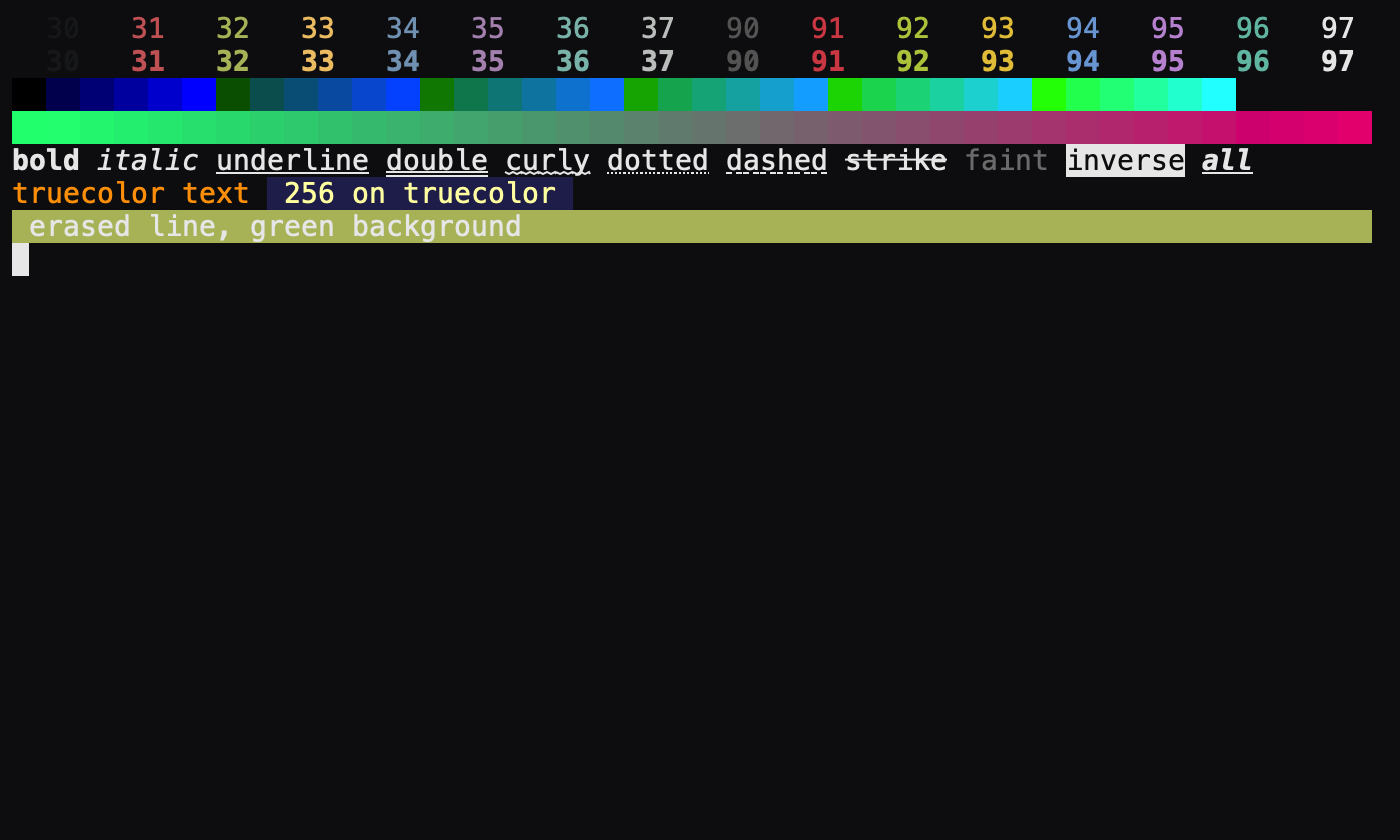 30 31 32 33 34 35 36 37 90 91 92 93 94 95 96 97
30 31 32 33 34 35 36 37 90 91 92 93 94 95 96 97
bold italic underline double curly dotted dashed strike faint inverse all
truecolor text 256 on truecolor
erased line, green background